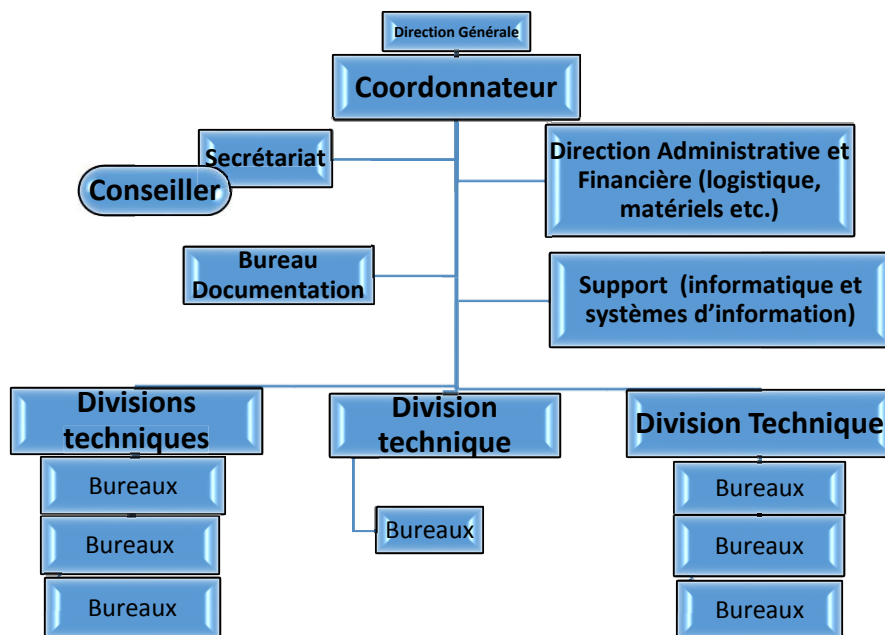 Direction Générale
Coordonnateur
Secrétariat
Conseiller
Direction Administrative et
Financière (logistique,
matériels etc.)
Bureau
Documentation
Support (informatique et
systèmes d'information)
Divisions
techniques
Bureaux
Bureaux
Bureaux
Division
technique
Bureaux
Division Technique
Bureaux
Bureaux
Bureaux